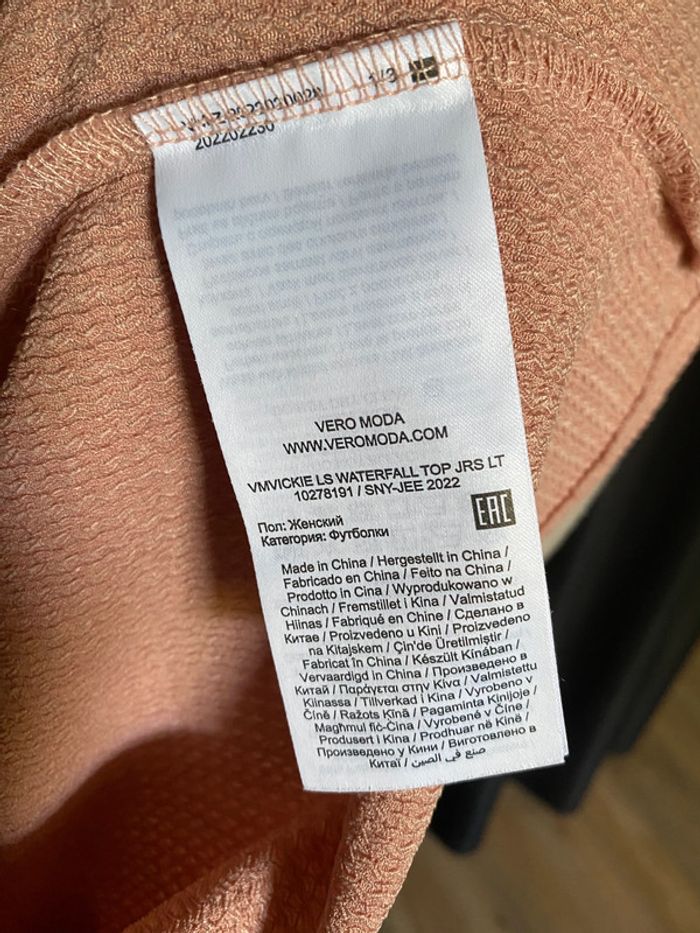 1/3
202202230
VERO MODA
WWW.VEROMODA.COM
VMVICKIE LS WATERFALL TOP JRS LT
10278191 / SNY-JEE 2022
EAC
Пол: Женский
Категория: Футболки
Made in China / Hergestellt in China /
Fabricado en China / Feito na China /
Prodotto in Cina / Wyprodukowano w
Chinach / Fremstillet i Kina / Valmistatud
Hiinas / Fabriqué en Chine / Сделано в
Китае / Proizvedeno u Kini / Proizvedeno
na Kitajskem / Çin'de Üretilmiştir /
Fabricat în China / Készült Kínában /
Vervaardigd in China / Произведено в
Китай / Παράγεται στην Κίνα / Valmistettu
Kiinassa / Tillverkad i Kina / Vyrobeno v
Číně / Ražots Ķīnā / Pagaminta Kinijoje /
Magħmul fiċ-Ċina / Vyrobené v Číne /
Produsert i Kina / Prodhuar në Kinë /
Произведено у Кини / Виготовлено в
Китаї / صنع في الصين